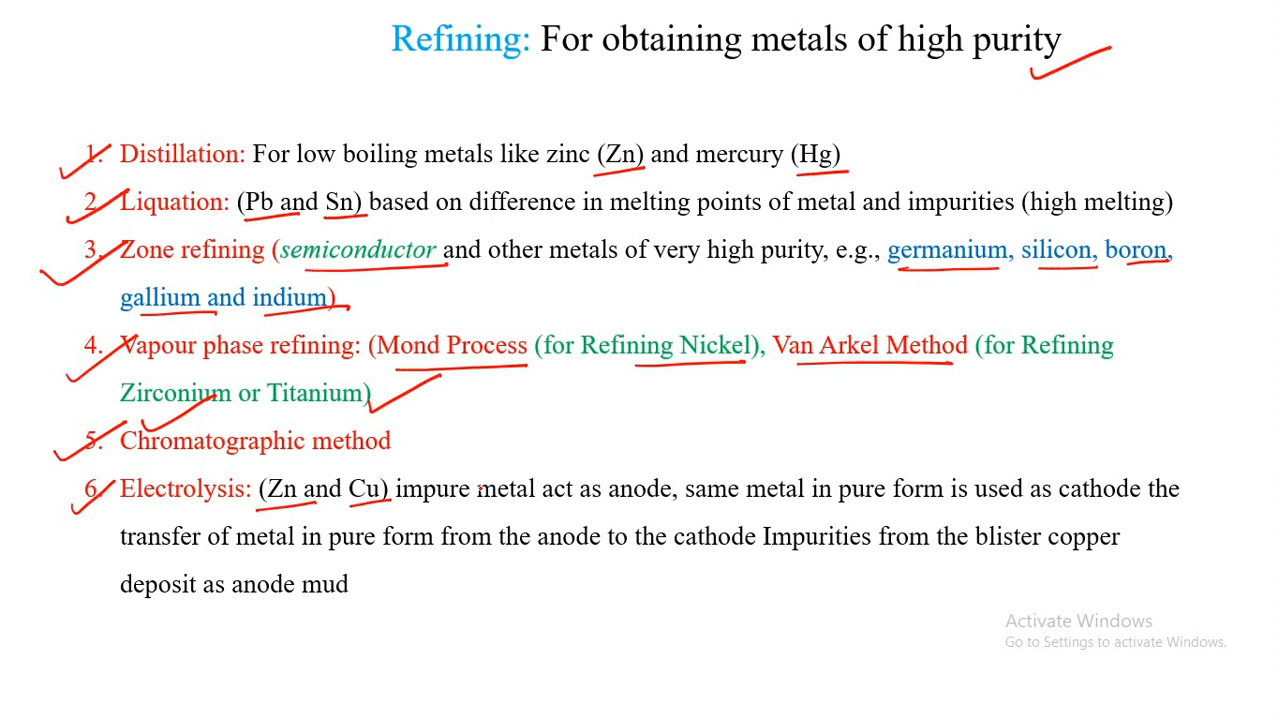 Refining: For obtaining metals of high purity
1. Distillation: For low boiling metals like zinc (Zn) and mercury (Hg)
2. Liquation: (Pb and Sn) based on difference in melting points of metal and impurities (high melting)
3. Zone refining (semiconductor and other metals of very high purity, e.g., germanium, silicon, boron,
gallium and indium)
4. Vapour phase refining: (Mond Process (for Refining Nickel), Van Arkel Method (for Refining
Zirconium or Titanium)
5. Chromatographic method
6. Electrolysis: (Zn and Cu) impure metal act as anode, same metal in pure form is used as cathode the
transfer of metal in pure form from the anode to the cathode Impurities from the blister copper
deposit as anode mud
Activate Windows
Go to Settings to activate Windows.